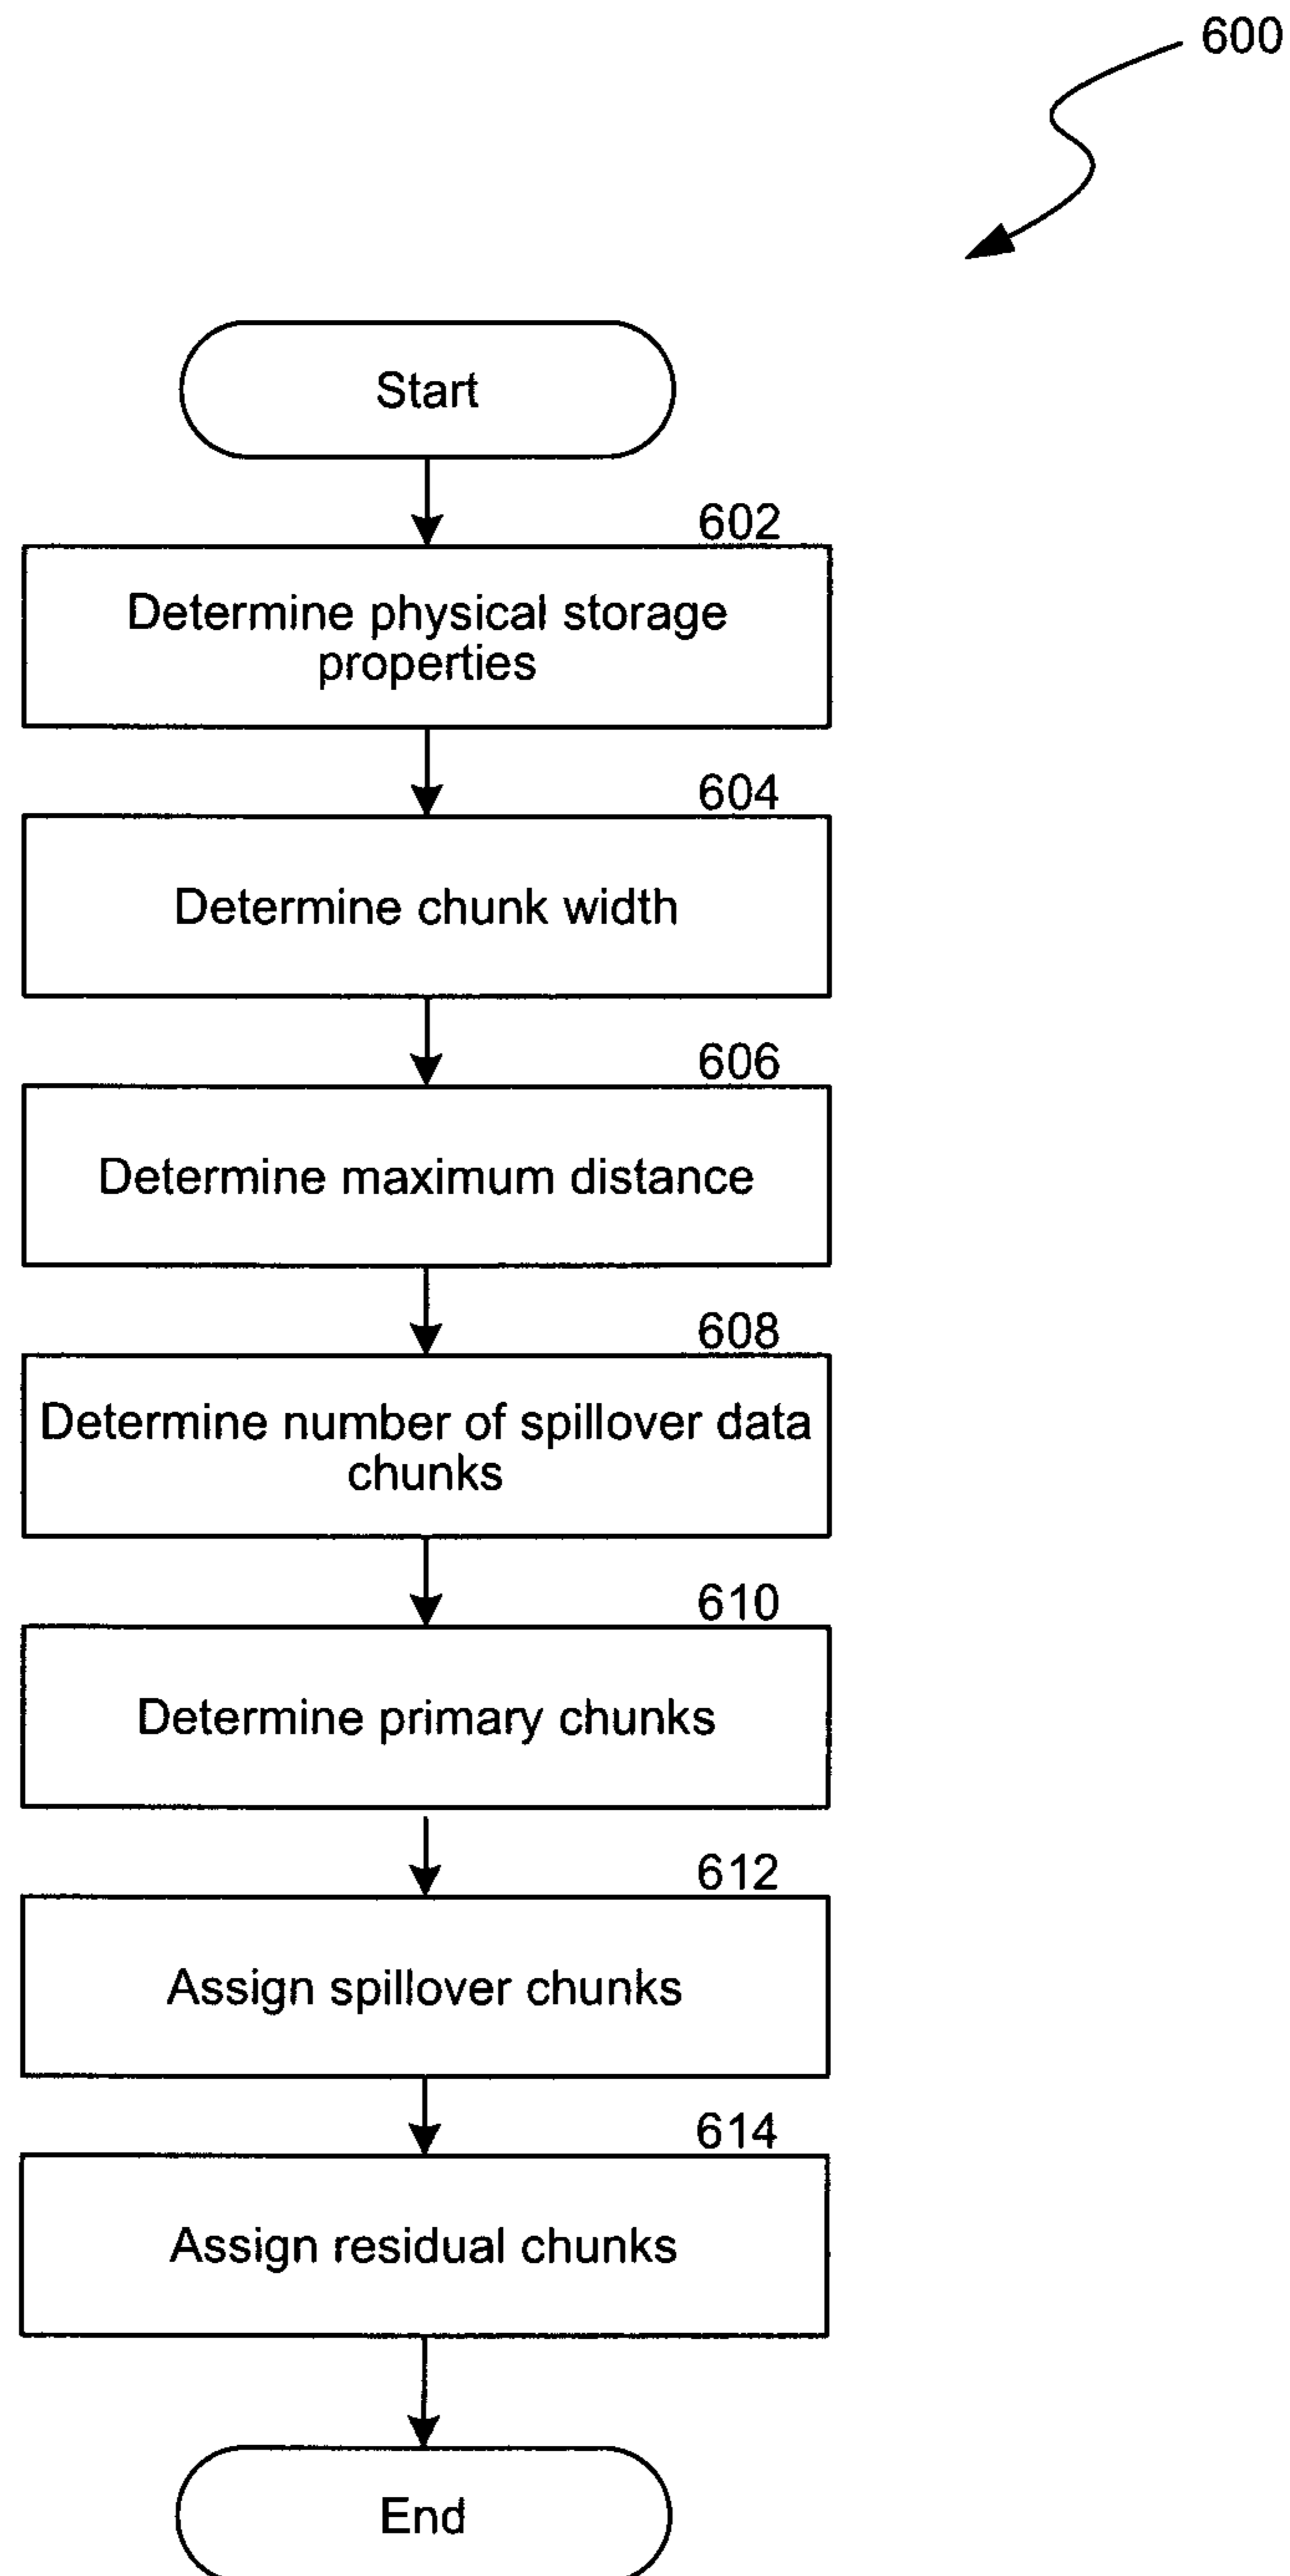 600
Start
602
Determine physical storage
properties
604
Determine chunk width
606
Determine maximum distance
608
Determine number of spillover data
chunks
610
Determine primary chunks
612
Assign spillover chunks
614
Assign residual chunks
End